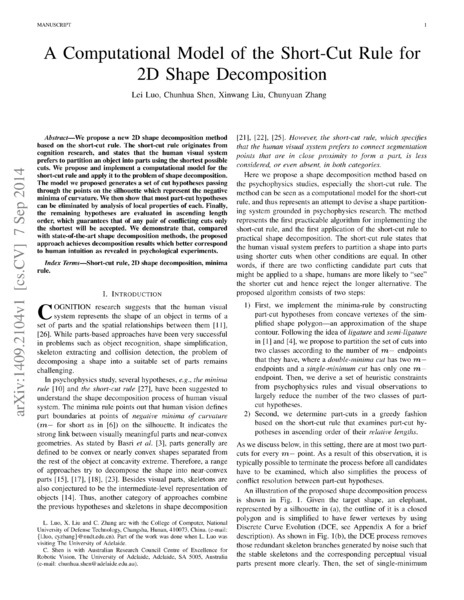 MANUSCRIPT 1
A Computational Model of the Short-Cut Rule for
2D Shape Decomposition
Lei Luo, Chunhua Shen, Xinwang Liu, Chunyuan Zhang
arXiv:1409.2104v1 [cs.CV] 7 Sep 2014
Abstract—We propose a new 2D shape decomposition method
based on the short-cut rule. The short-cut rule originates from
cognition research, and states that the human visual system
prefers to partition an object into parts using the shortest possible
cuts. We propose and implement a computational model for the
short-cut rule and apply it to the problem of shape decomposition.
The model we proposed generates a set of cut hypotheses passing
through the points on the silhouette which represent the negative
minima of curvature. We then show that most part-cut hypotheses
can be eliminated by analysis of local properties of each. Finally,
the remaining hypotheses are evaluated in ascending length
order, which guarantees that of any pair of conflicting cuts only
the shortest will be accepted. We demonstrate that, compared
with state-of-the-art shape decomposition methods, the proposed
approach achieves decomposition results which better correspond
to human intuition as revealed in psychological experiments.
Index Terms—Short-cut rule, 2D shape decomposition, minima
rule.
I. INTRODUCTION
COGNITION research suggests that the human visual
system represents the shape of an object in terms of a
set of parts and the spatial relationships between them [11],
[26]. While parts-based approaches have been very successful
in problems such as object recognition, shape simplification,
skeleton extracting and collision detection, the problem of
decomposing a shape into a suitable set of parts remains
challenging.
In psychophysics study, several hypotheses, e.g., the minima
rule [10] and the short-cut rule [27], have been suggested to
understand the shape decomposition process of human visual
system. The minima rule points out that human vision defines
part boundaries at points of negative minima of curvature
(m− for short as in [6]) on the silhouette. It indicates the
strong link between visually meaningful parts and near-convex
geometries. As stated by Basri et al. [3], parts generally are
defined to be convex or nearly convex shapes separated from
the rest of the object at concavity extreme. Therefore, a range
of approaches try to decompose the shape into near-convex
parts [15], [17], [18], [23]. Besides visual parts, skeletons are
also conjectured to be the intermediate-level representation of
objects [14]. Thus, another category of approaches combine
the previous hypotheses and skeletons in shape decomposition
L. Luo, X. Liu and C. Zhang are with the College of Computer, National
University of Defense Technology, Changsha, Hunan, 410073, China. (e-mail:
{l.luo, cyzhang}@nudt.edu.cn). Part of the work was done when L. Luo was
visiting The University of Adelaide.
C. Shen is with Australian Research Council Centre of Excellence for
Robotic Vision, The University of Adelaide, Adelaide, SA 5005, Australia
(e-mail: chunhua.shen@adelaide.edu.au).
[21], [22], [25]. However, the short-cut rule, which specifies
that the human visual system prefers to connect segmentation
points that are in close proximity to form a part, is less
considered, or even absent, in both categories.
Here we propose a shape decomposition method based on
the psychophysics studies, especially the short-cut rule. The
method can be seen as a computational model for the short-cut
rule, and thus represents an attempt to devise a shape partition-
ing system grounded in psychophysics research. The method
represents the first practicable algorithm for implementing the
short-cut rule, and the first application of the short-cut rule to
practical shape decomposition. The short-cut rule states that
the human visual system prefers to partition a shape into parts
using shorter cuts when other conditions are equal. In other
words, if there are two conflicting candidate part cuts that
might be applied to a shape, humans are more likely to "see"
the shorter cut and hence reject the longer alternative. The
proposed algorithm consists of two steps:
1) First, we implement the minima-rule by constructing
part-cut hypotheses from concave vertexes of the sim-
plified shape polygon—an approximation of the shape
contour. Following the idea of ligature and semi-ligature
in [1] and [4], we propose to partition the set of cuts into
two classes according to the number of m− endpoints
that they have, where a double-minima cut has two m−
endpoints and a single-minimum cut has only one m−
endpoint. Then, we derive a set of heuristic constraints
from psychophysics rules and visual observations to
largely reduce the number of the two classes of part-
cut hypotheses.
2) Second, we determine part-cuts in a greedy fashion
based on the short-cut rule that examines part-cut hy-
potheses in ascending order of their relative lengths.
As we discuss below, in this setting, there are at most two part-
cuts for every m− point. As a result of this observation, it is
typically possible to terminate the process before all candidates
have to be examined, which also simplifies the process of
conflict resolution between part-cut hypotheses.
An illustration of the proposed shape decomposition process
is shown in Fig. 1. Given the target shape, an elephant,
represented by a silhouette in (a), the outline of it is a closed
polygon and is simplified to have fewer vertexes by using
Discrete Curve Evolution (DCE, see Appendix A for a brief
description). As shown in Fig. 1(b), the DCE process removes
those redundant skeleton branches generated by noise such that
the stable skeletons and the corresponding perceptual visual
parts present more clearly. Then, the set of single-minimum